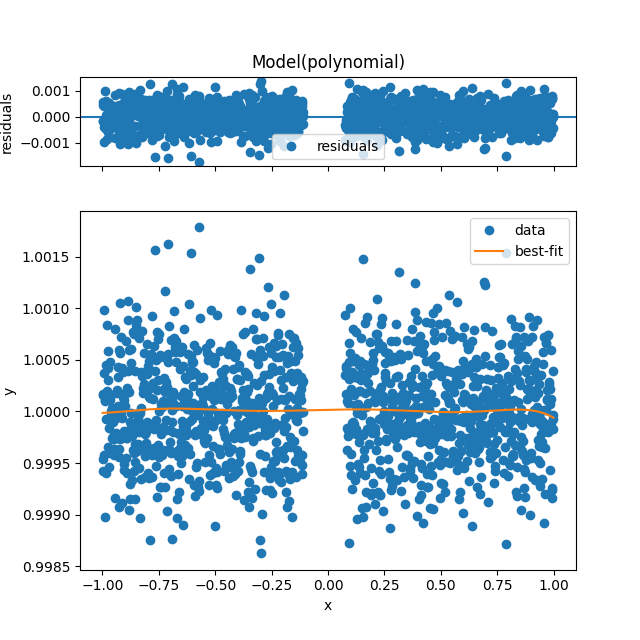 Model(polynomial)
residuals
0.001
0.000
−0.001
residuals
y
1.0015
1.0010
1.0005
1.0000
0.9995
0.9990
0.9985
data
best-fit
−1.00 −0.75 −0.50 −0.25 0.00 0.25 0.50 0.75 1.00
x